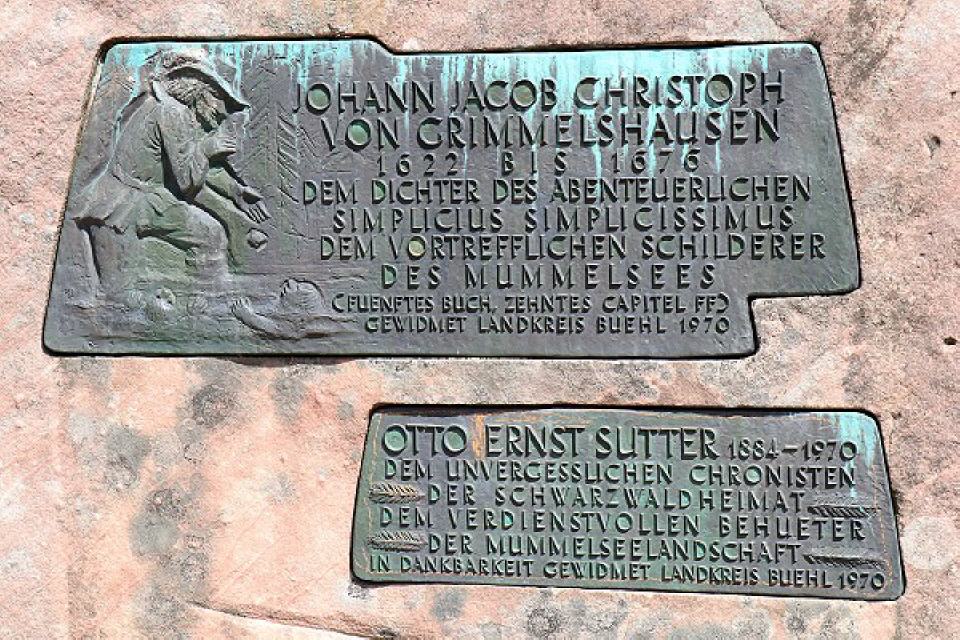 JOHANN JACOB CHRISTOPH
VON GRIMMELSHAUSEN
1622 BIS 1676
DEM DICHTER DES ABENTEUERLICHEN
SIMPLICIUS SIMPLICISSIMUS
DEM VORTREFFLICHEN SCHILDERER
DES MUMMELSEES
(FUENFTES BUCH, ZEHNTES CAPITEL FF)
GEWIDMET LANDKREIS BUEHL 1970
OTTO ERNST SUTTER 1884-1970
DEM UNVERGESSLICHEN CHRONISTEN
DER SCHWARZWALDHEIMAT
DEM VERDIENSTVOLLEN BEHUETER
DER MUMMELSEELANDSCHAFT
IN DANKBARKEIT GEWIDMET LANDKREIS BUEHL 1970